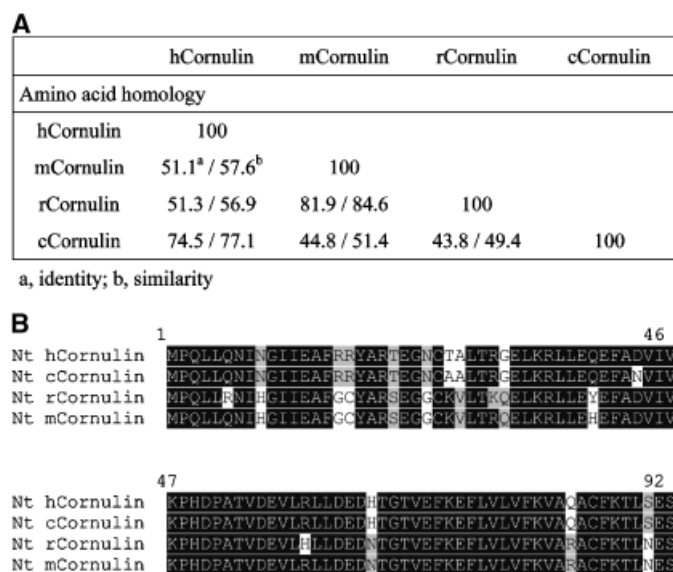 A
hCornulin mCornulin rCornulin cCornulin
Amino acid homology
hCornulin 100
mCornulin 51.1ᵃ / 57.6ᵇ 100
rCornulin 51.3 / 56.9 81.9 / 84.6 100
cCornulin 74.5 / 77.1 44.8 / 51.4 43.8 / 49.4 100
a, identity; b, similarity
B
1 46
Nt hCornulin MPQLLQNINGIIEAFRRYARTEGNCTALTRGELKRLLEQEFADVIV
Nt cCornulin MPQLLQNINGIIEAFRRYARTEGNCAALTRGELKRLLEQEFANVIV
Nt rCornulin MPQLLRNIHGIIEAFGCYARSEGGCKVLTKQELKRLLEYEFADVIV
Nt mCornulin MPQLLQNIHGIIEAFGCYARSEGGCKVLTRQELKRLLEHEFADVIV
47 92
Nt hCornulin KPHDPATVDEVLRLLDEDHTGTVEFKEFLVLVFKVAQACFKTLSES
Nt cCornulin KPHDPATVDEVLRLLDEDHTGTVEFKEFLVLVFKVAQACFKTLSES
Nt rCornulin KPHDPATVDEVLHLLDEDNTGTVEFKEFLVLVFKVARACFKTLNES
Nt mCornulin KPHDPATVDEVLRLLDEDNTGTVEFKEFLVLVFKVARACFKTLNES